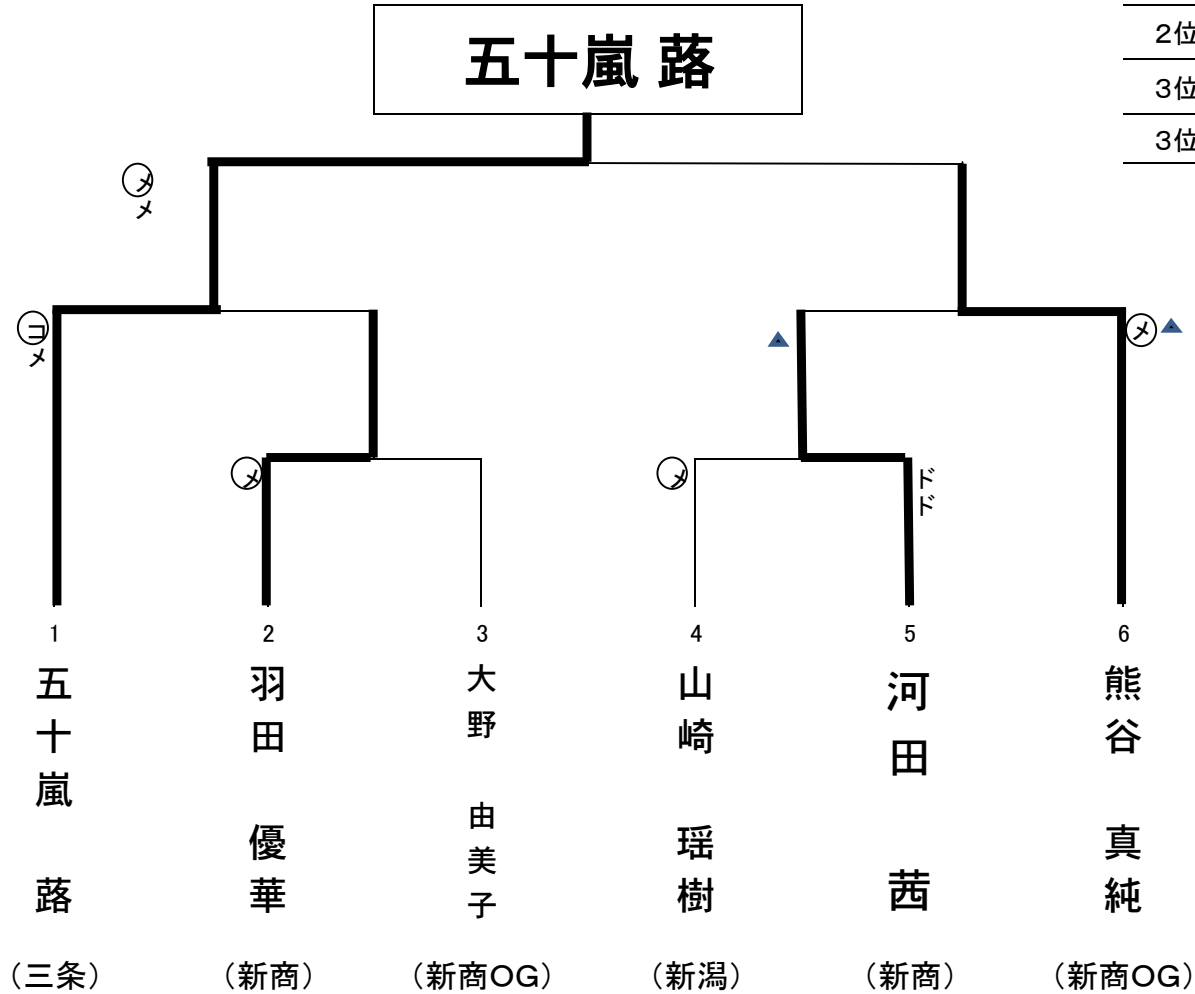 五十嵐 蕗
2位
3位
3位
メ
メ
コ
メ
メ
メ
メ
ド
ド
1
2
3
4
5
6
五十嵐 蕗
羽田 優華
大野 由美子
山崎 瑶樹
河田 茜
熊谷 真純
（三条）
（新商）
（新商OG）
（新潟）
（新商）
（新商OG）